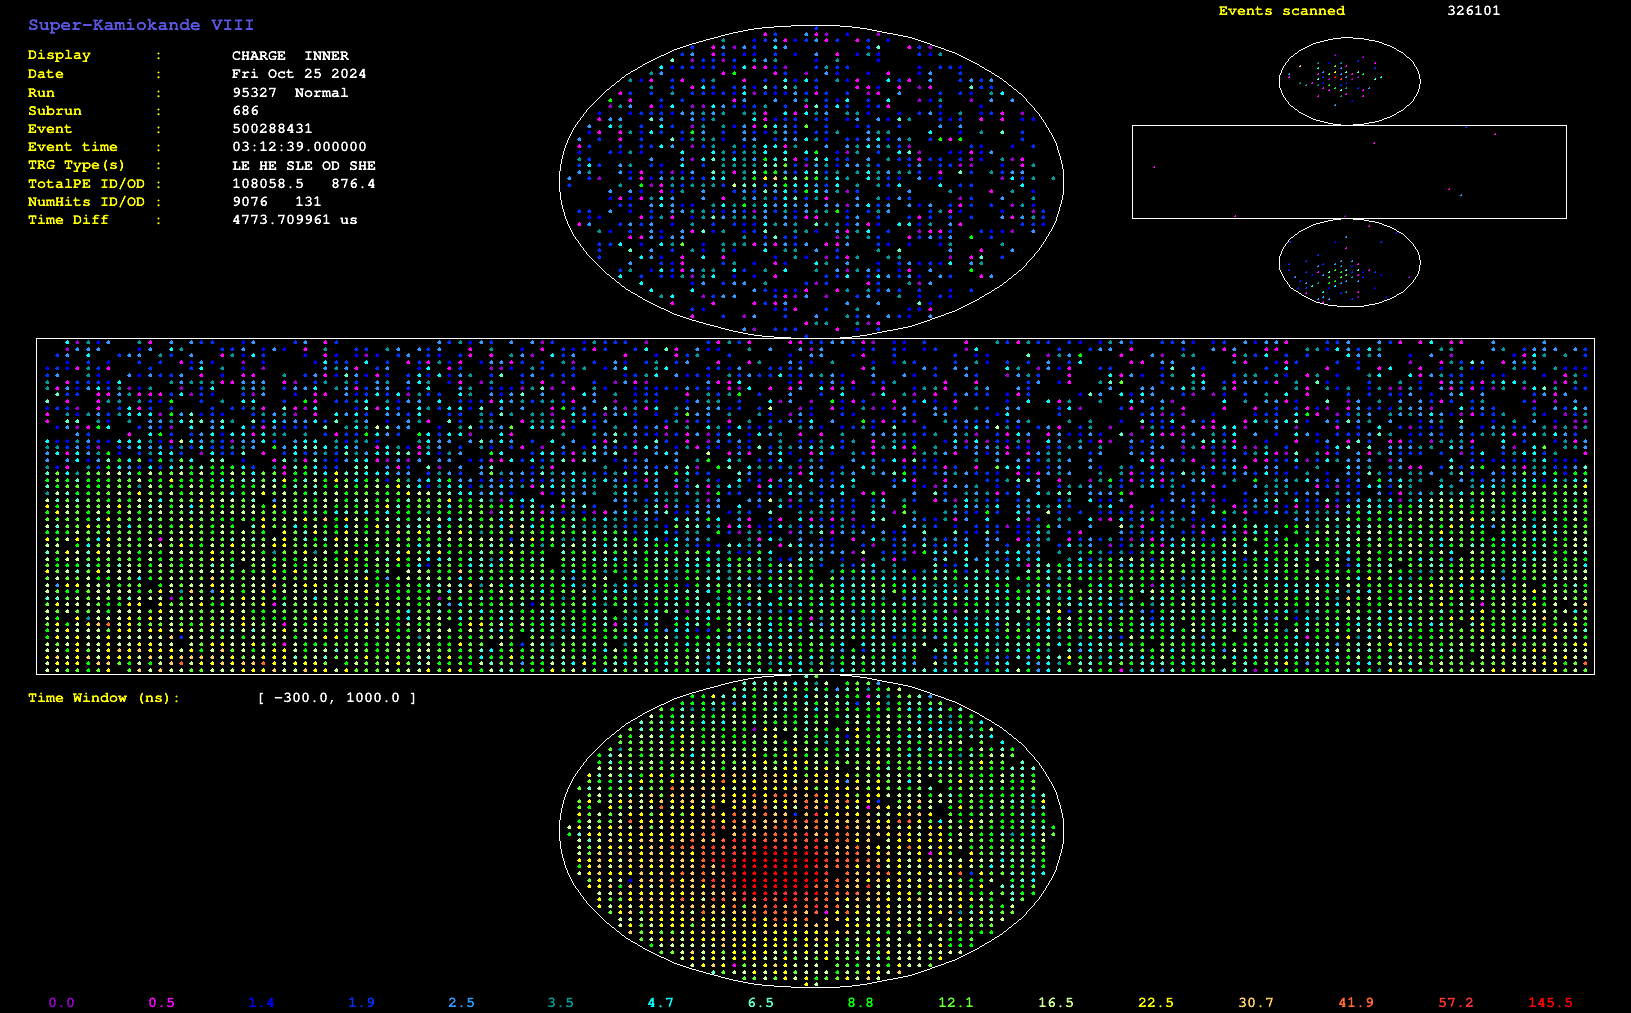 Super-Kamiokande VIII
Events scanned 326101
Display : CHARGE INNER
Date : Fri Oct 25 2024
Run : 95327 Normal
Subrun : 686
Event : 500288431
Event time : 03:12:39.000000
TRG Type(s) : LE HE SLE OD SHE
TotalPE ID/OD : 108058.5 876.4
NumHits ID/OD : 9076 131
Time Diff : 4773.709961 us
Time Window (ns): [ −300.0, 1000.0 ]
0.0 0.5 1.4 1.9 2.5 3.5 4.7 6.5 8.8 12.1 16.5 22.5 30.7 41.9 57.2 145.5